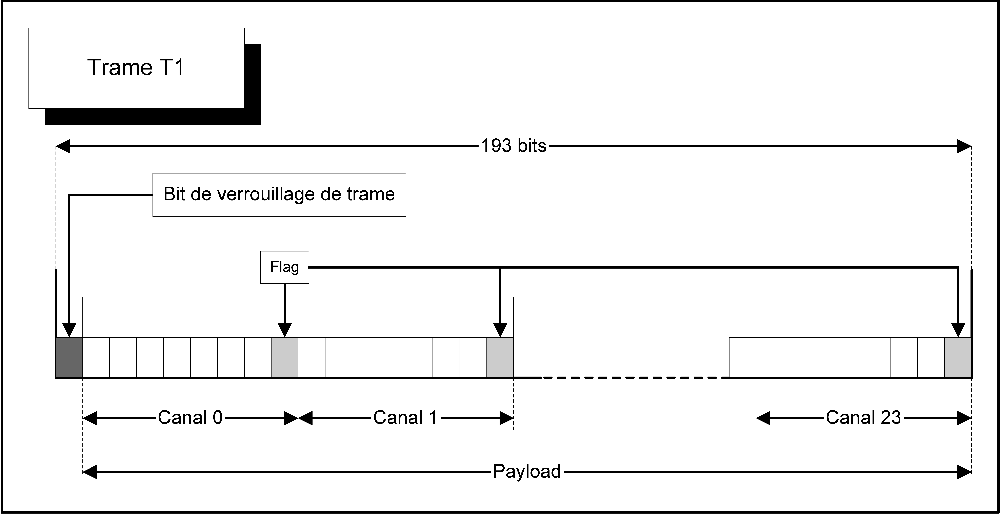 Trame T1
193 bits
Bit de verrouillage de trame
Flag
Canal 0
Canal 1
Canal 23
Payload